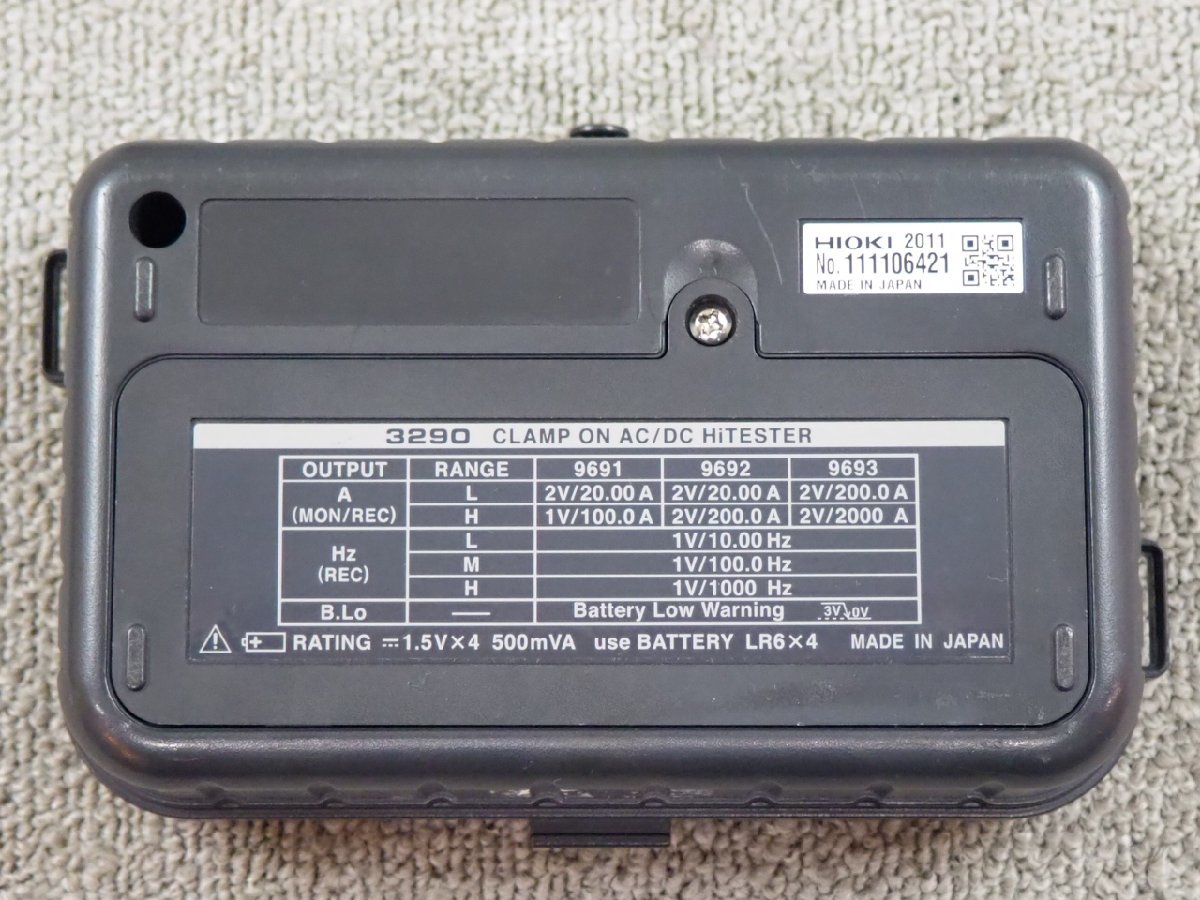 HIOKI 2011
No. 111106421
MADE IN JAPAN
3290 CLAMP ON AC/DC HiTESTER
OUTPUT RANGE 9691 9692 9693
A (MON/REC) L 2V/20.00 A 2V/20.00 A 2V/200.0 A
H 1V/100.0 A 2V/200.0 A 2V/2000 A
Hz (REC) L 1V/10.00 Hz
M 1V/100.0 Hz
H 1V/1000 Hz
B.Lo — Battery Low Warning 3V 0V
RATING ⎓1.5V×4 500mVA use BATTERY LR6×4 MADE IN JAPAN